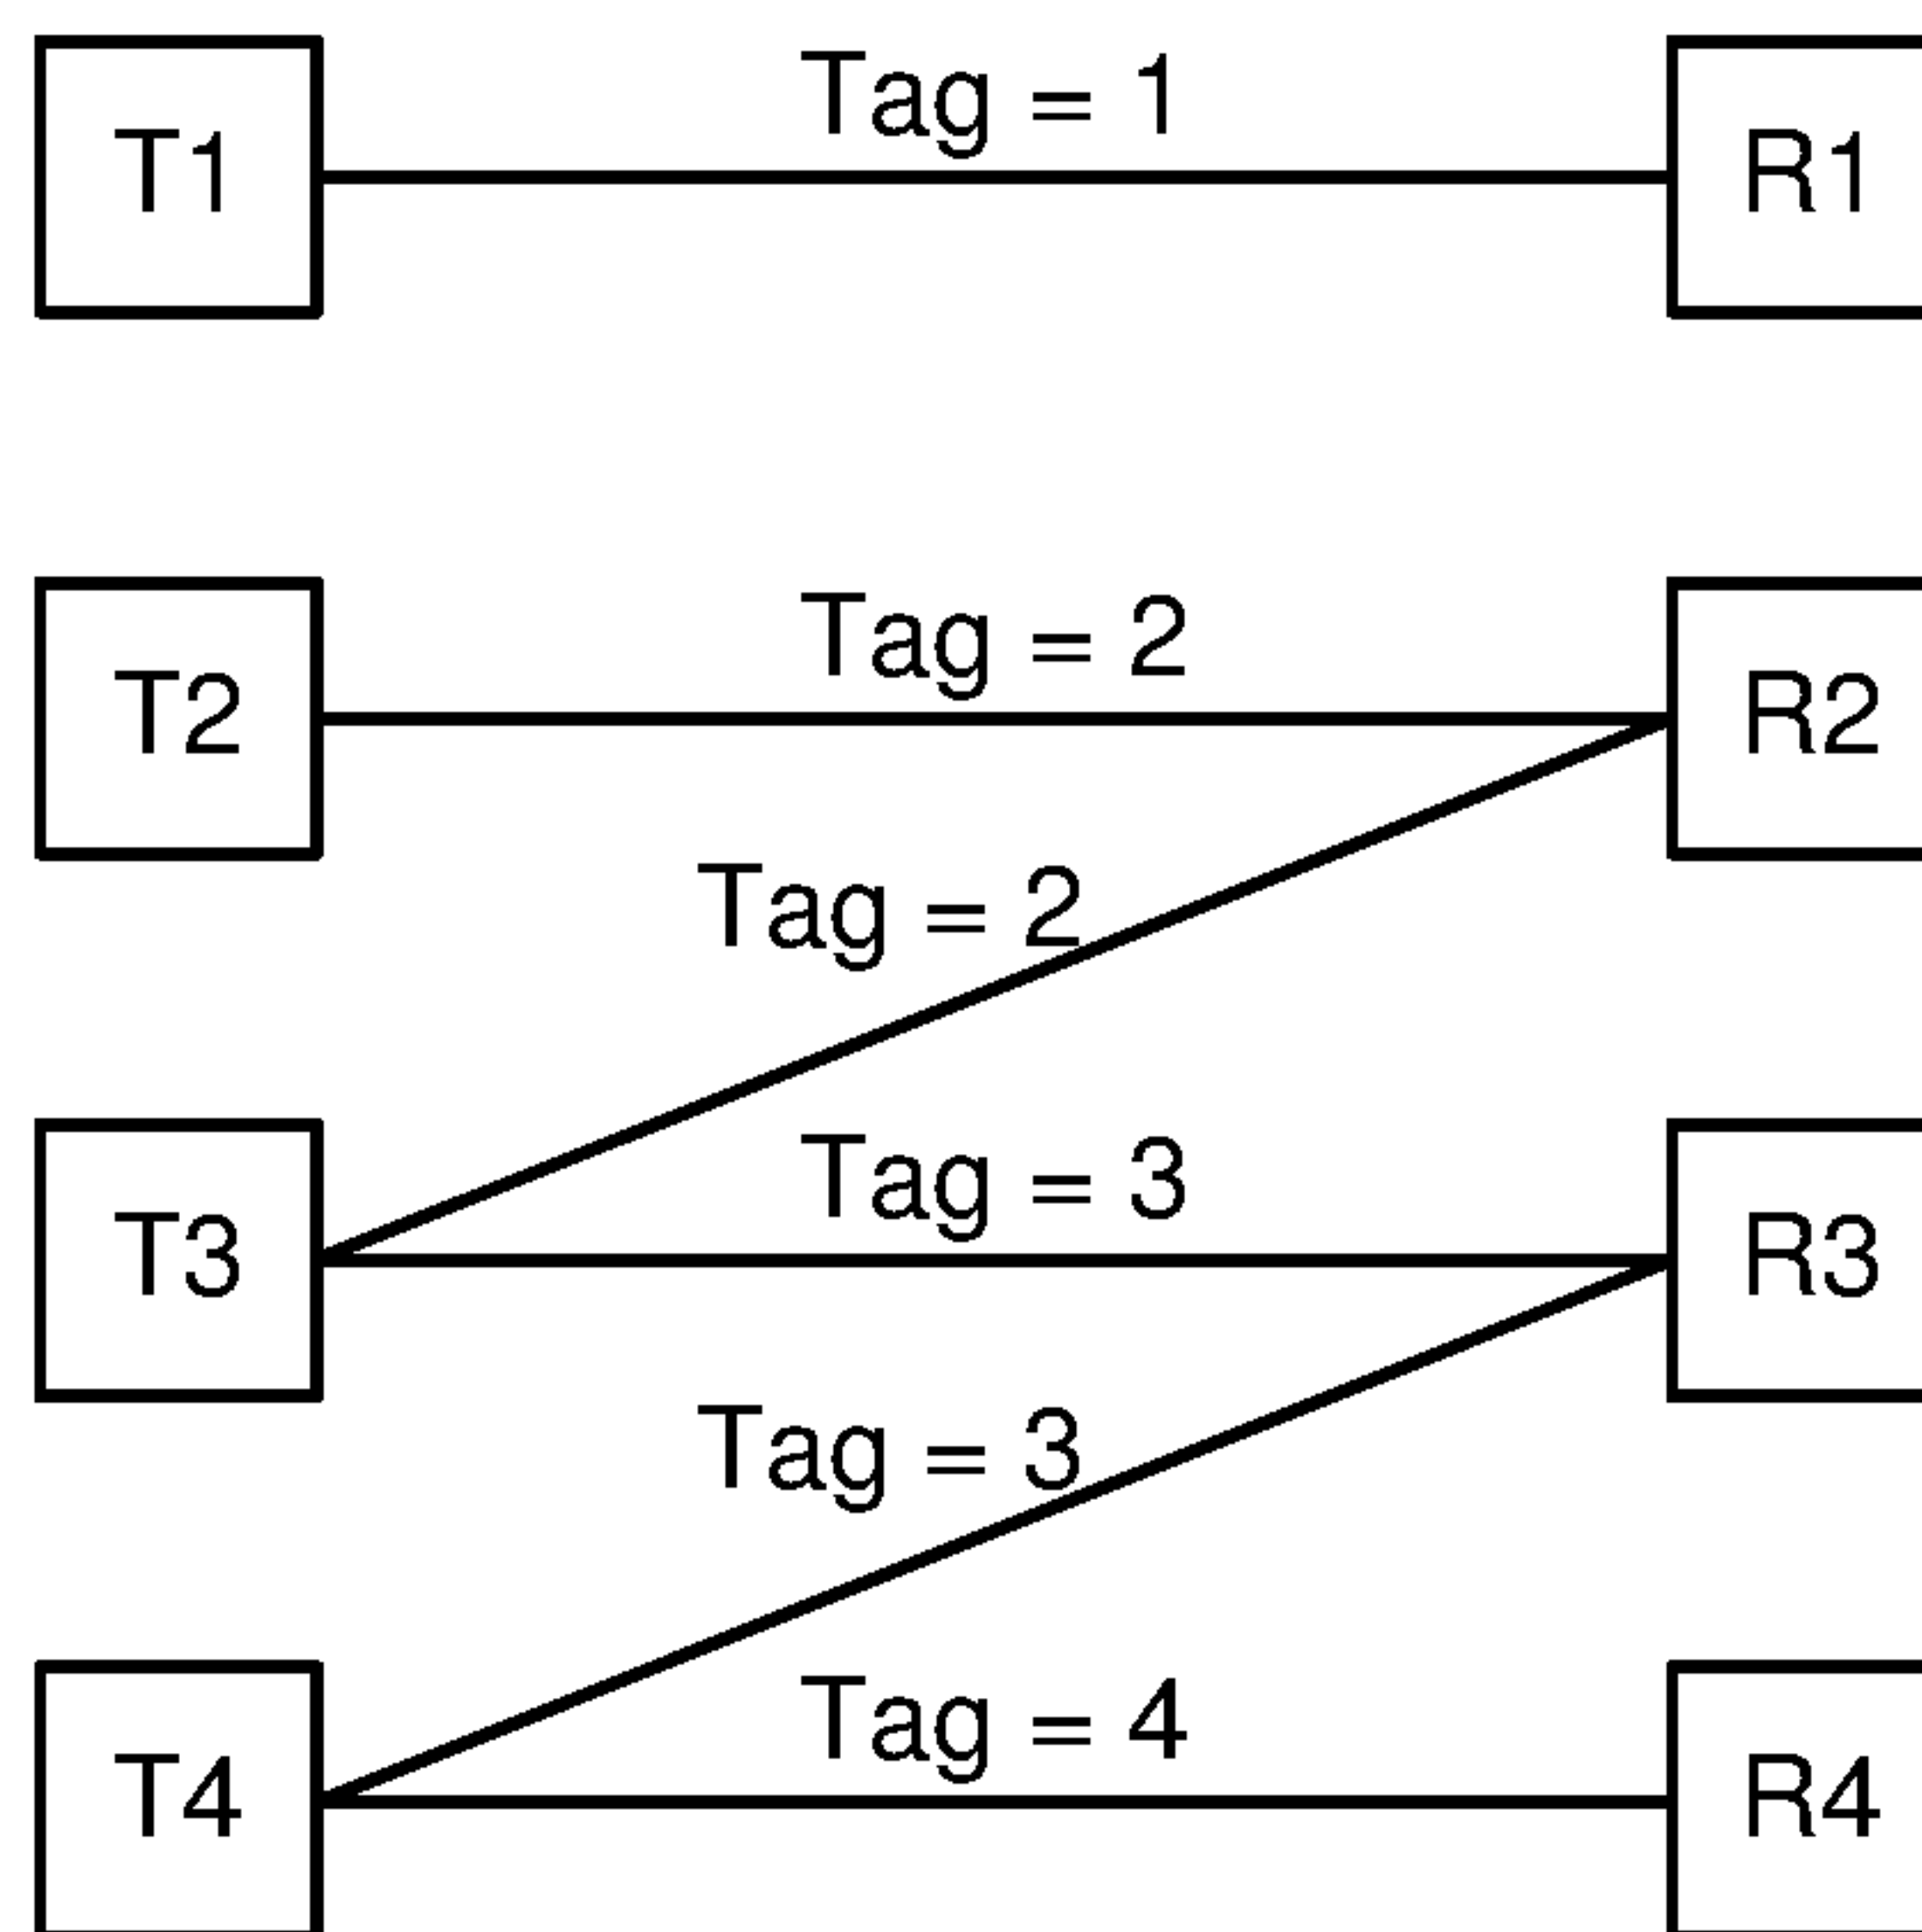 Tag = 1
T1
R1
Tag = 2
T2
R2
Tag = 2
Tag = 3
T3
R3
Tag = 3
Tag = 4
T4
R4